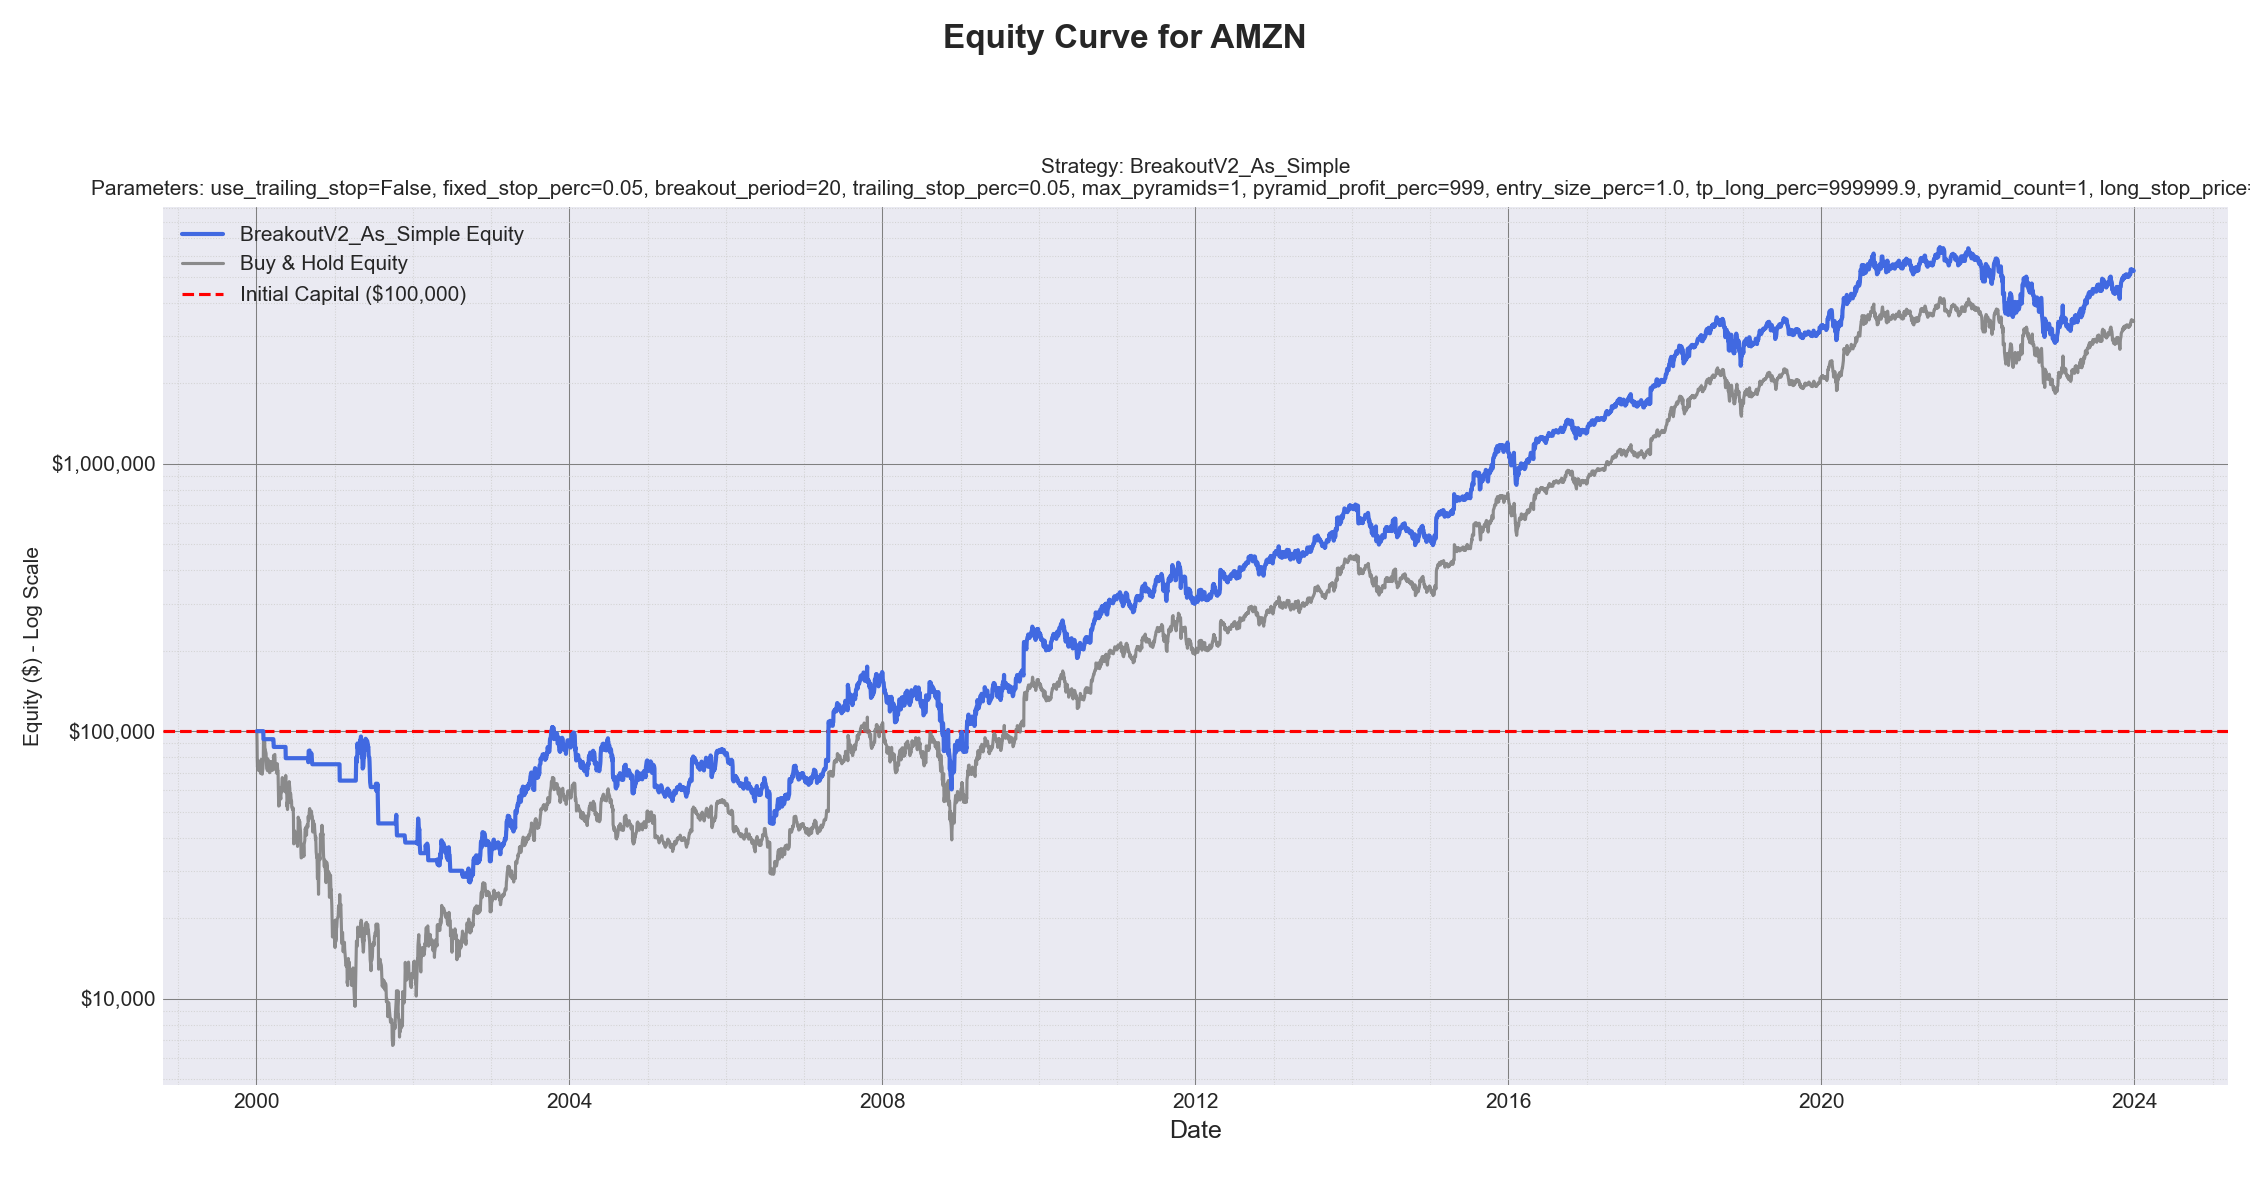 Equity Curve for AMZN
Strategy: BreakoutV2_As_Simple
Parameters: use_trailing_stop=False, fixed_stop_perc=0.05, breakout_period=20, trailing_stop_perc=0.05, max_pyramids=1, pyramid_profit_perc=999, entry_size_perc=1.0, tp_long_perc=999999.9, pyramid_count=1, long_stop_price=
BreakoutV2_As_Simple Equity
Buy & Hold Equity
Initial Capital ($100,000)
$1,000,000
$100,000
$10,000
Equity ($) - Log Scale
2000
2004
2008
2012
2016
2020
2024
Date